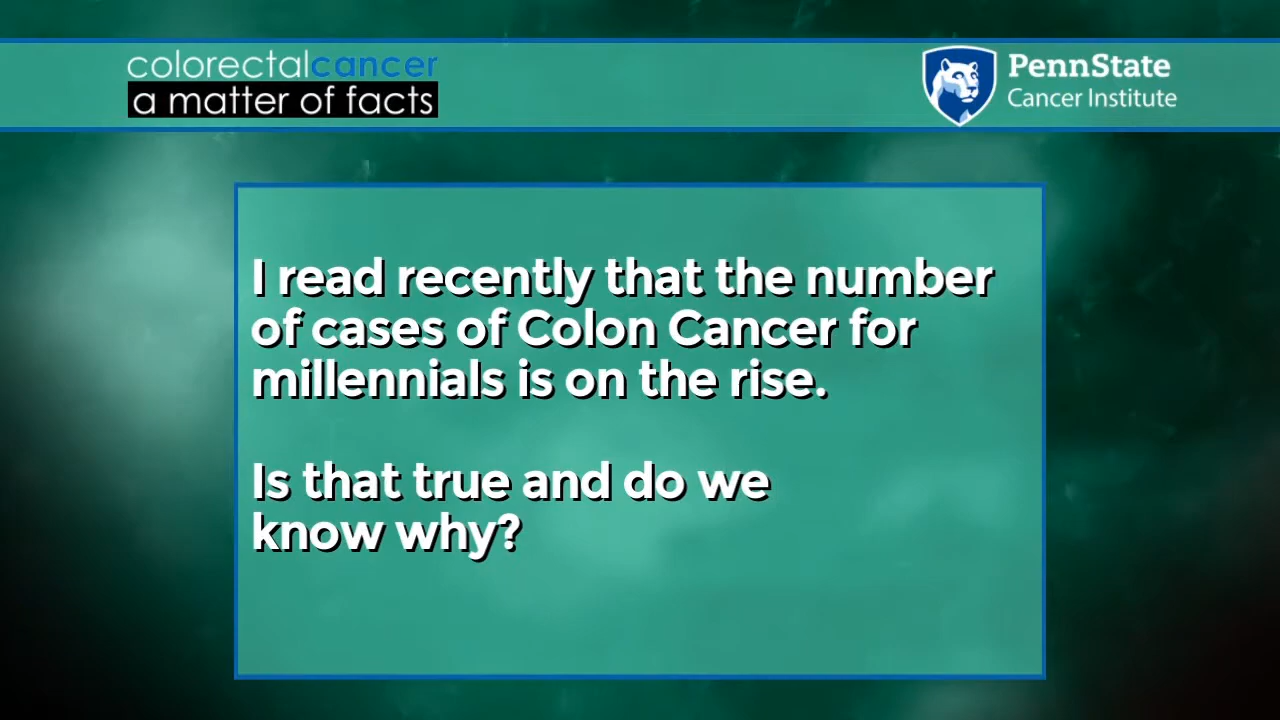 colorectalcancer
a matter of facts
PennState
Cancer Institute
I read recently that the number
of cases of Colon Cancer for
millennials is on the rise.
Is that true and do we
know why?